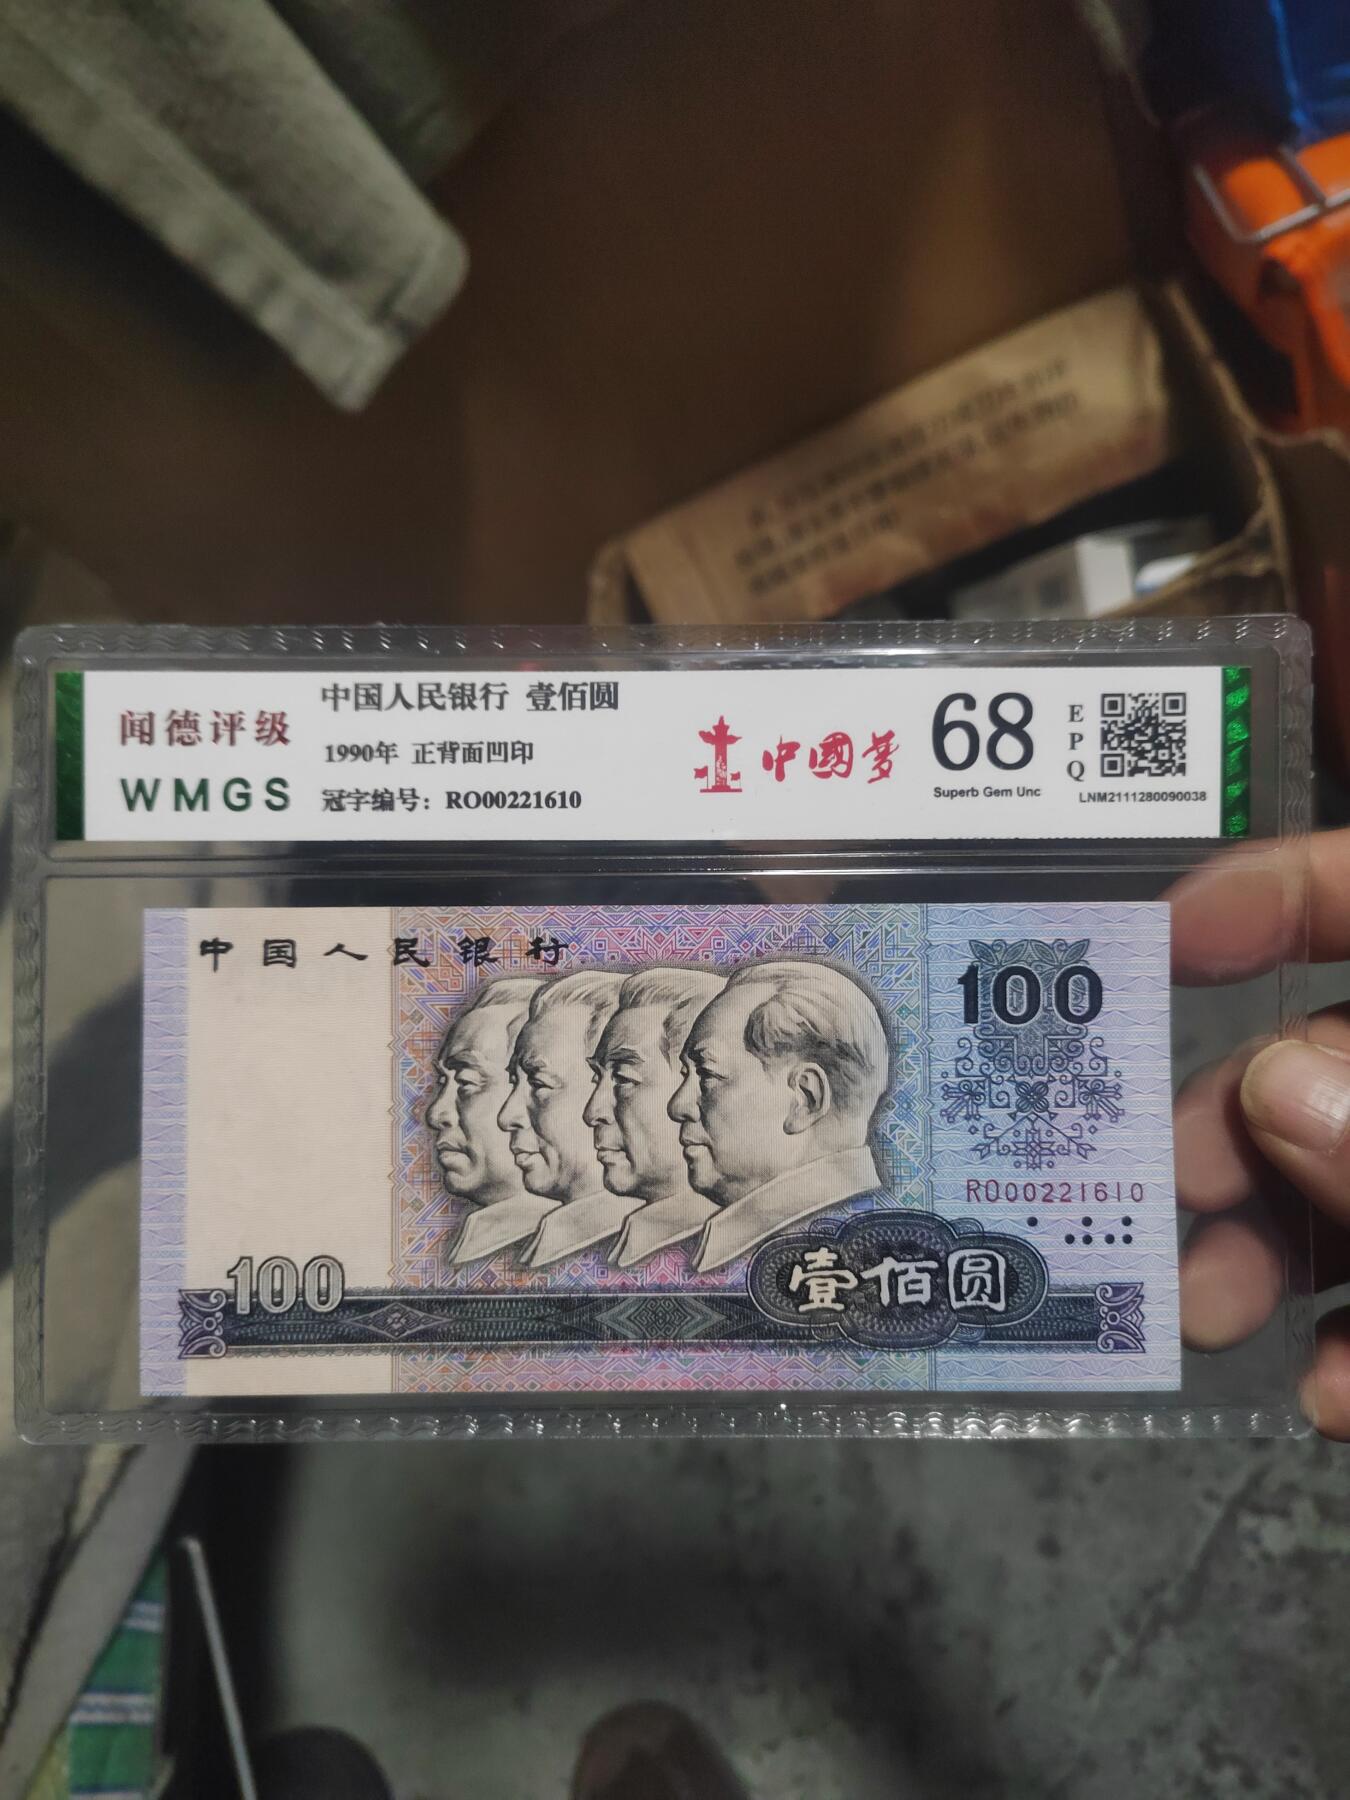 闻德评级
WMGS
中国人民银行 壹佰圆
1990年 正背面凹印
冠字编号：RO00221610
中國梦
68
Superb Gem Unc
EPQ
LNM2111280090038
中国人民银行
100
RO00221610
100
壹佰圆